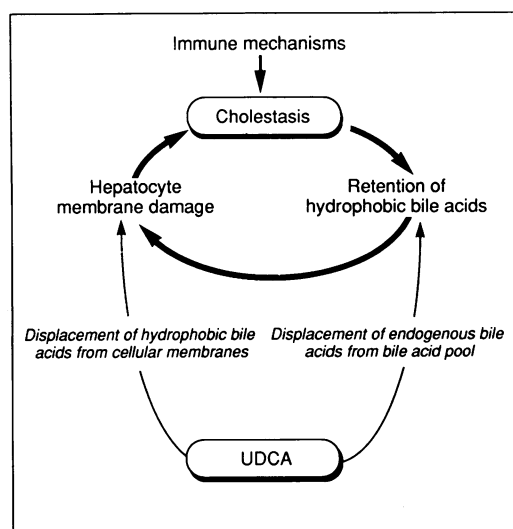 Immune mechanisms
Cholestasis
Hepatocyte
membrane damage
Retention of
hydrophobic bile acids
Displacement of hydrophobic bile
acids from cellular membranes
Displacement of endogenous bile
acids from bile acid pool
UDCA